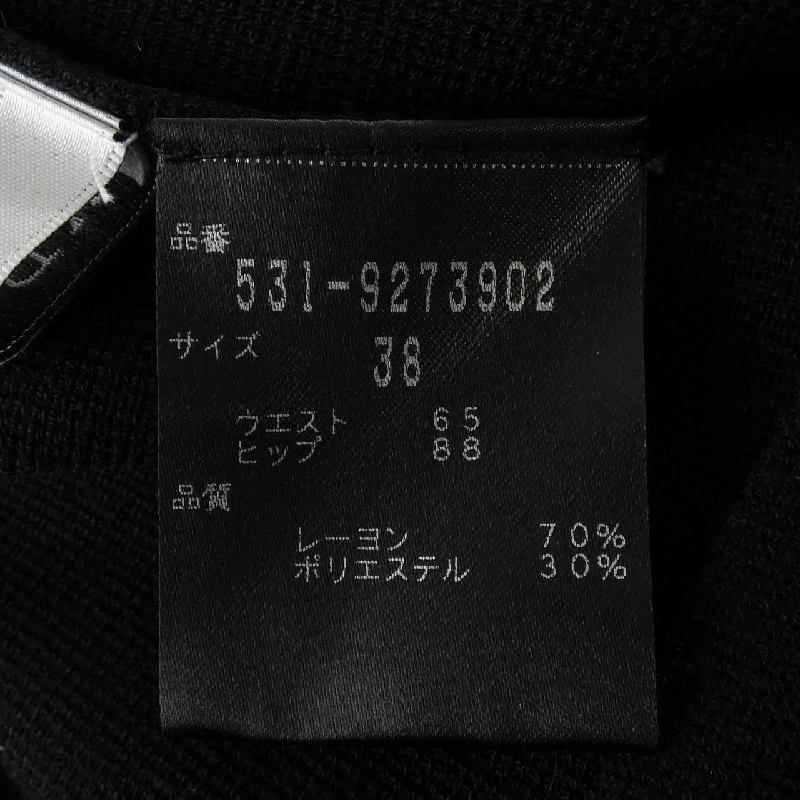 品番
531-9273902
サイズ 38
ウエスト 65
ヒップ 88
品質
レーヨン 70%
ポリエステル 30%